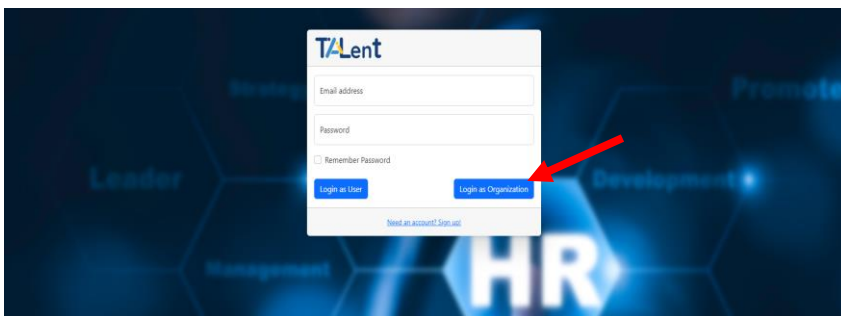 TALent
Email address
Password
Remember Password
Login as User
Login as Organization
Need an account? Sign up!
Strategy
Promote
Leader
Development
Management
HR